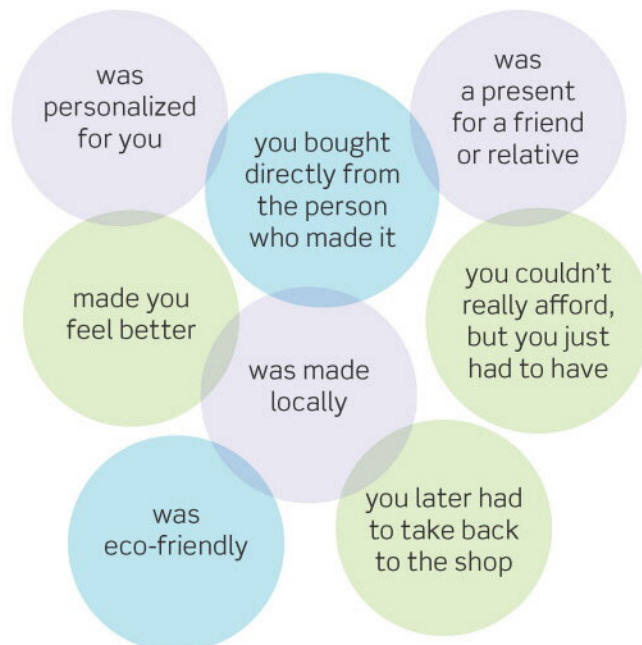 was
personalized
for you
you bought
directly from
the person
who made it
was
a present
for a friend
or relative
made you
feel better
was made
locally
you couldn't
really afford,
but you just
had to have
was
eco-friendly
you later had
to take back
to the shop